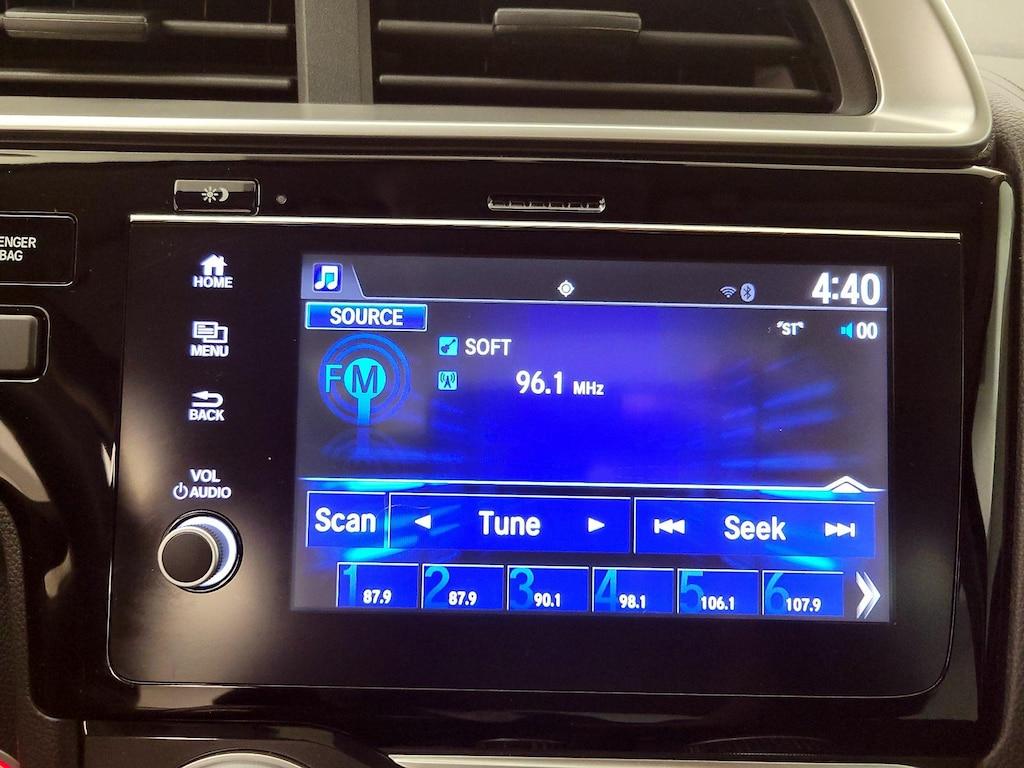 ENGER
BAG
HOME
MENU
BACK
VOL
AUDIO
4:40
SOURCE
"ST"
00
FM
SOFT
96.1 MHz
Scan
Tune
Seek
1 87.9
2 87.9
3 90.1
4 98.1
5 106.1
6 107.9